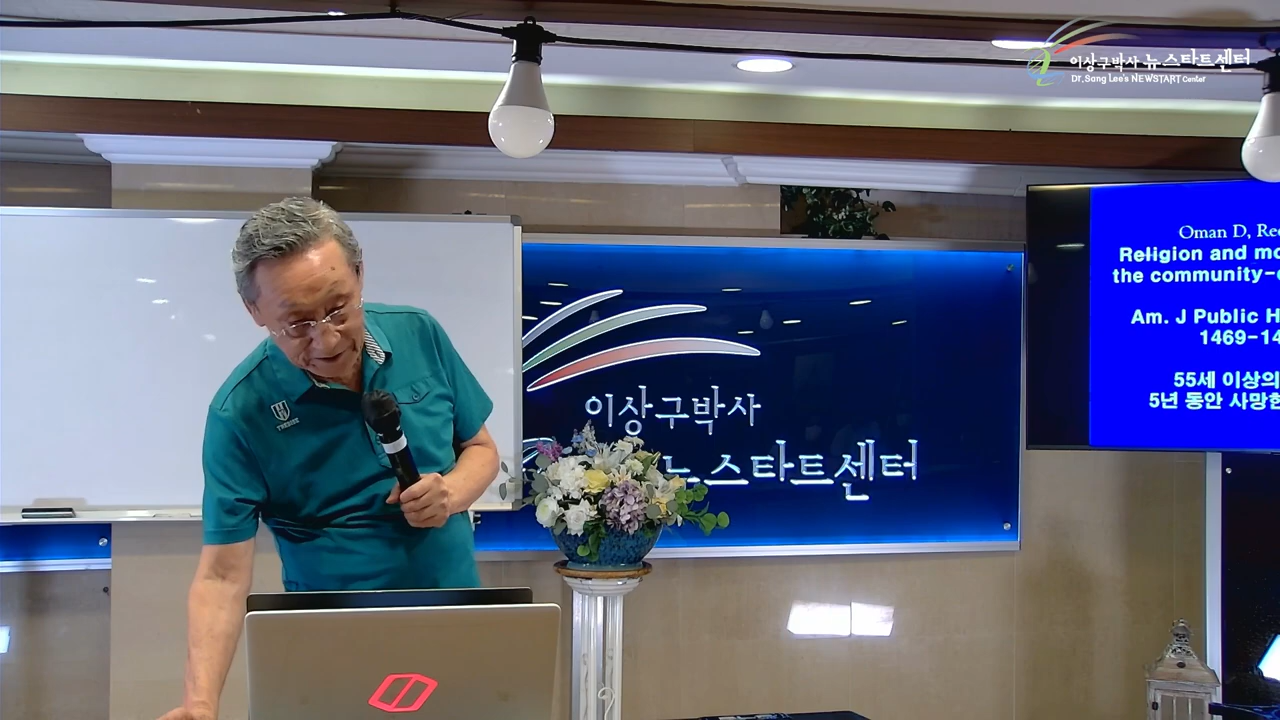 이상구박사 뉴스타트센터
Dr. Sang Lee's NEWSTART Center
Oman D, Ree
Religion and mo
the community-
Am. J Public H
1469-14
55세 이상의
5년 동안 사망한
이상구박사
뉴스타트센터